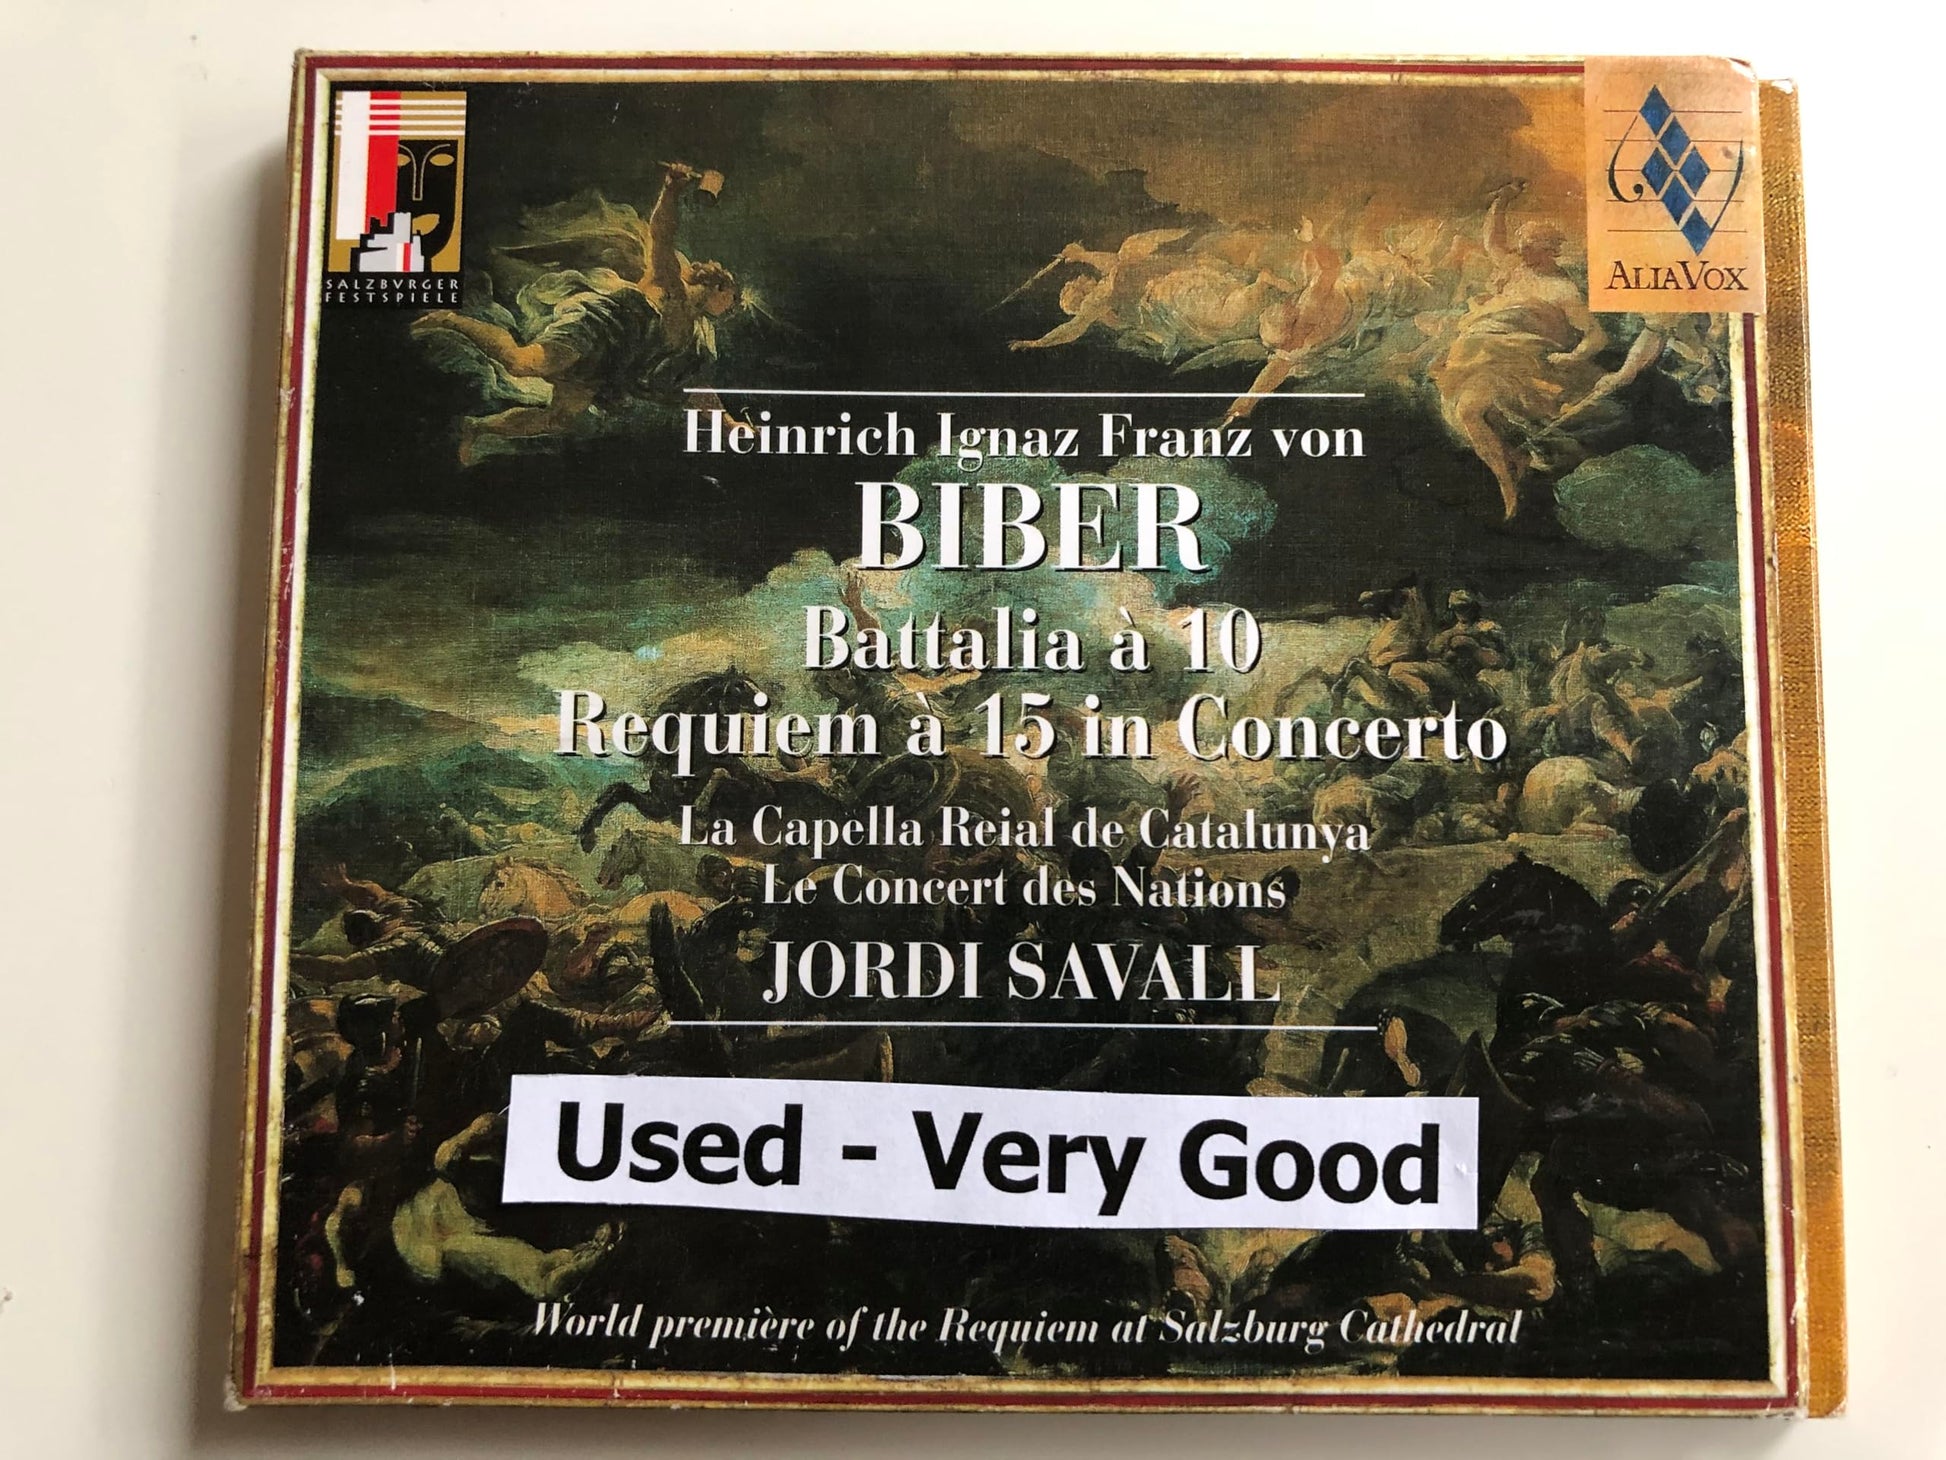 SALZBVRGER
FESTSPIELE
ALIAVOX
Heinrich Ignaz Franz von
BIBER
Battalia à 10
Requiem à 15 in Concerto
La Capella Reial de Catalunya
Le Concert des Nations
JORDI SAVALL
Used - Very Good
World première of the Requiem at Salzburg Cathedral